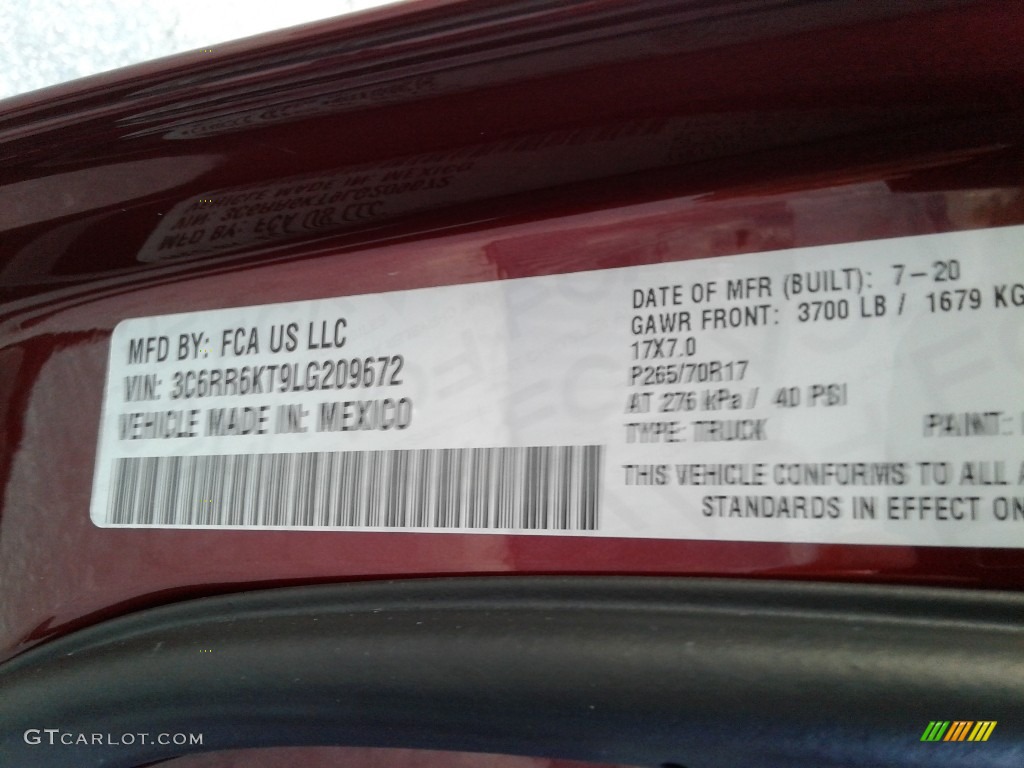 MFD BY: FCA US LLC
VIN: 3C6RR6KT9LG209672
VEHICLE MADE IN: MEXICO
DATE OF MFR (BUILT): 7-20
GAWR FRONT: 3700 LB / 1679 KG
17X7.0
P265/70R17
AT 276 kPa / 40 PSI
TYPE: TRUCK PAINT:
THIS VEHICLE CONFORMS TO ALL
STANDARDS IN EFFECT ON
GTCARLOT.COM